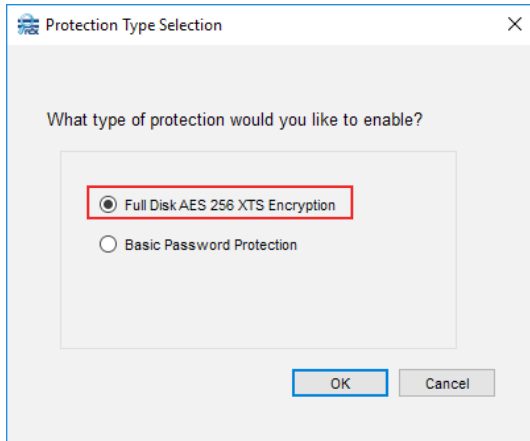 Protection Type Selection
What type of protection would you like to enable?
Full Disk AES 256 XTS Encryption
Basic Password Protection
OK Cancel